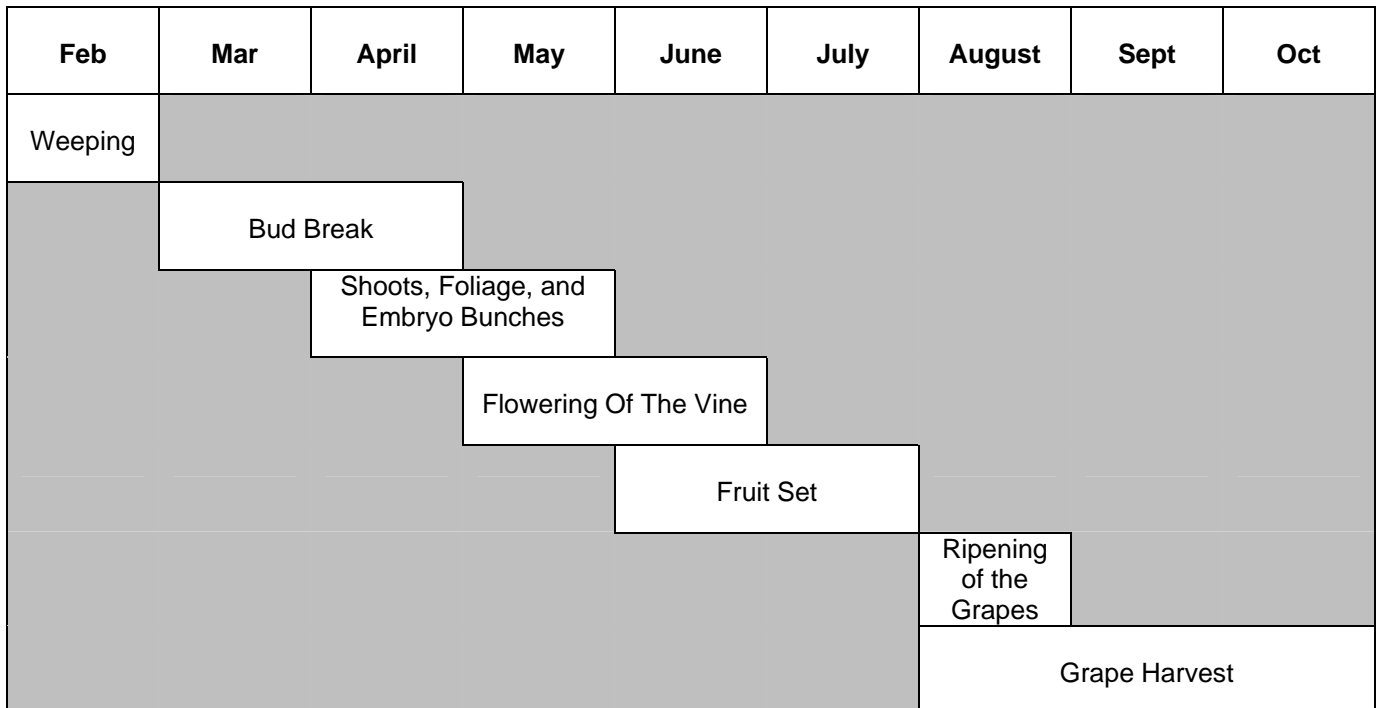 Feb Mar April May June July August Sept Oct
Weeping
Bud Break
Shoots, Foliage, and
Embryo Bunches
Flowering Of The Vine
Fruit Set
Ripening
of the
Grapes
Grape Harvest